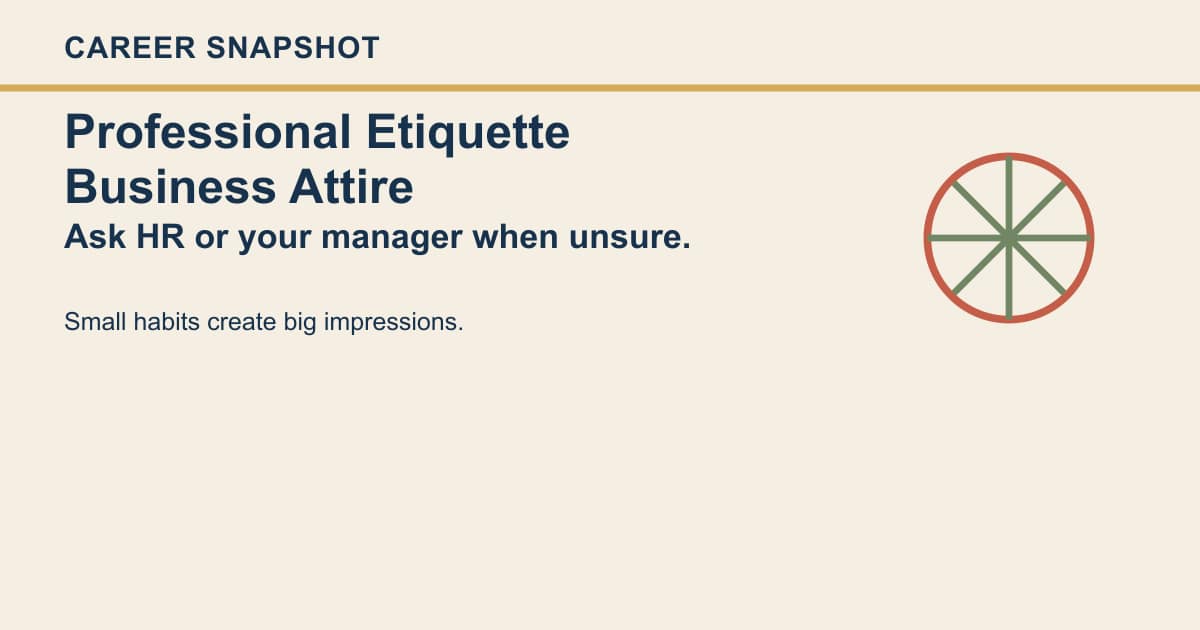 CAREER SNAPSHOT
Professional Etiquette
Business Attire
Ask HR or your manager when unsure.
Small habits create big impressions.